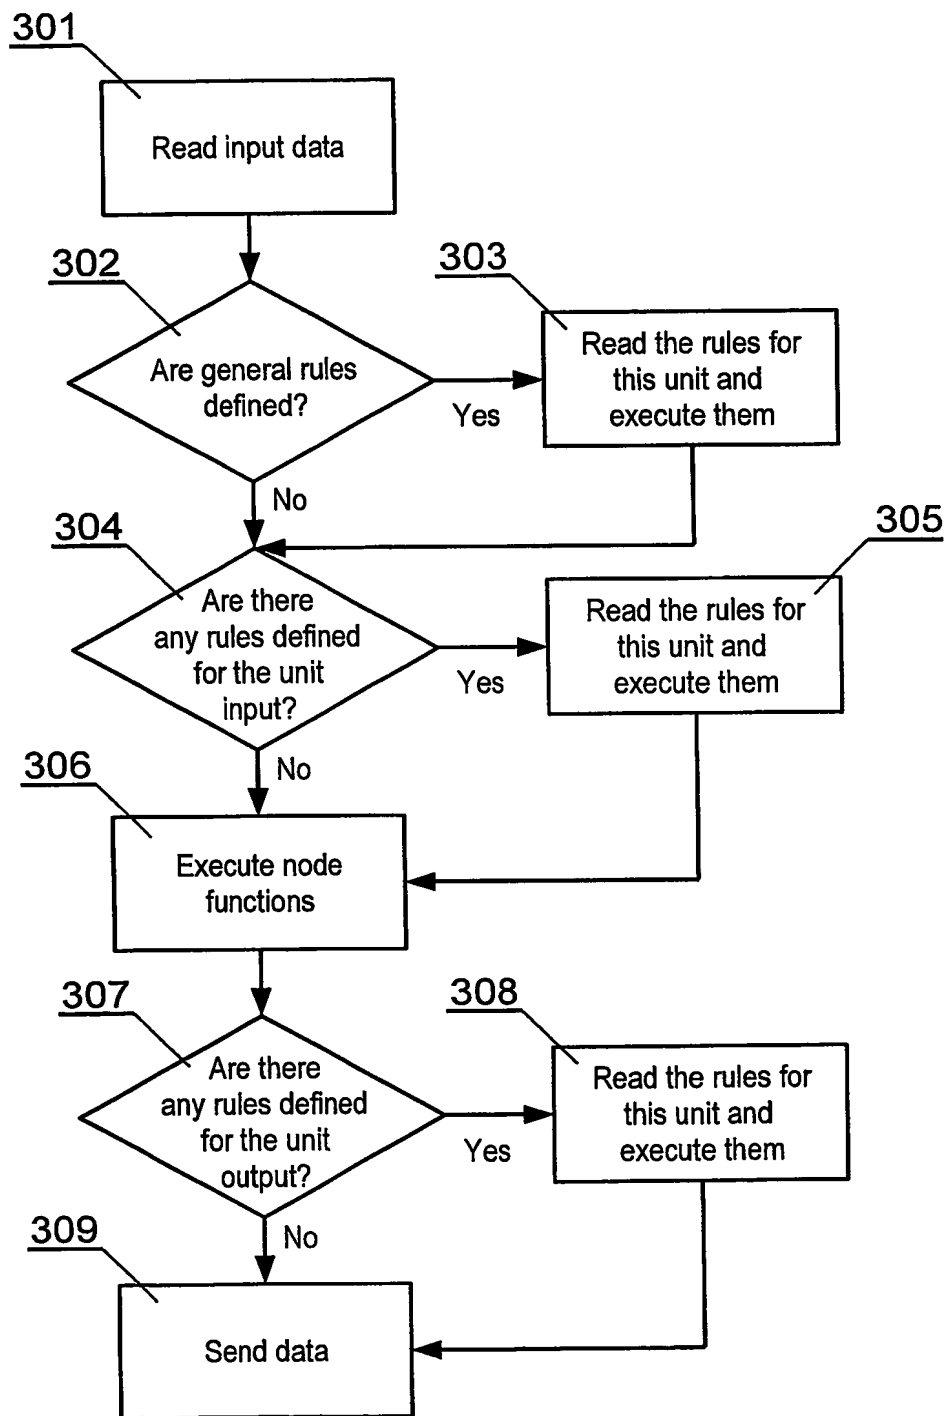 301
Read input data
302
303
Are general rules
defined?
Read the rules for
this unit and
execute them
Yes
No
304
305
Are there
any rules defined
for the unit
input?
Read the rules for
this unit and
execute them
Yes
No
306
Execute node
functions
307
308
Are there
any rules defined
for the unit
output?
Read the rules for
this unit and
execute them
Yes
No
309
Send data